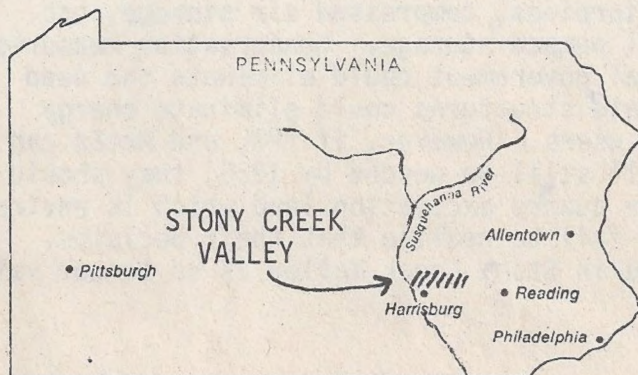 PENNSYLVANIA
Susquehanna River
STONY CREEK
VALLEY
Allentown
Pittsburgh
Harrisburg
Reading
Philadelphia